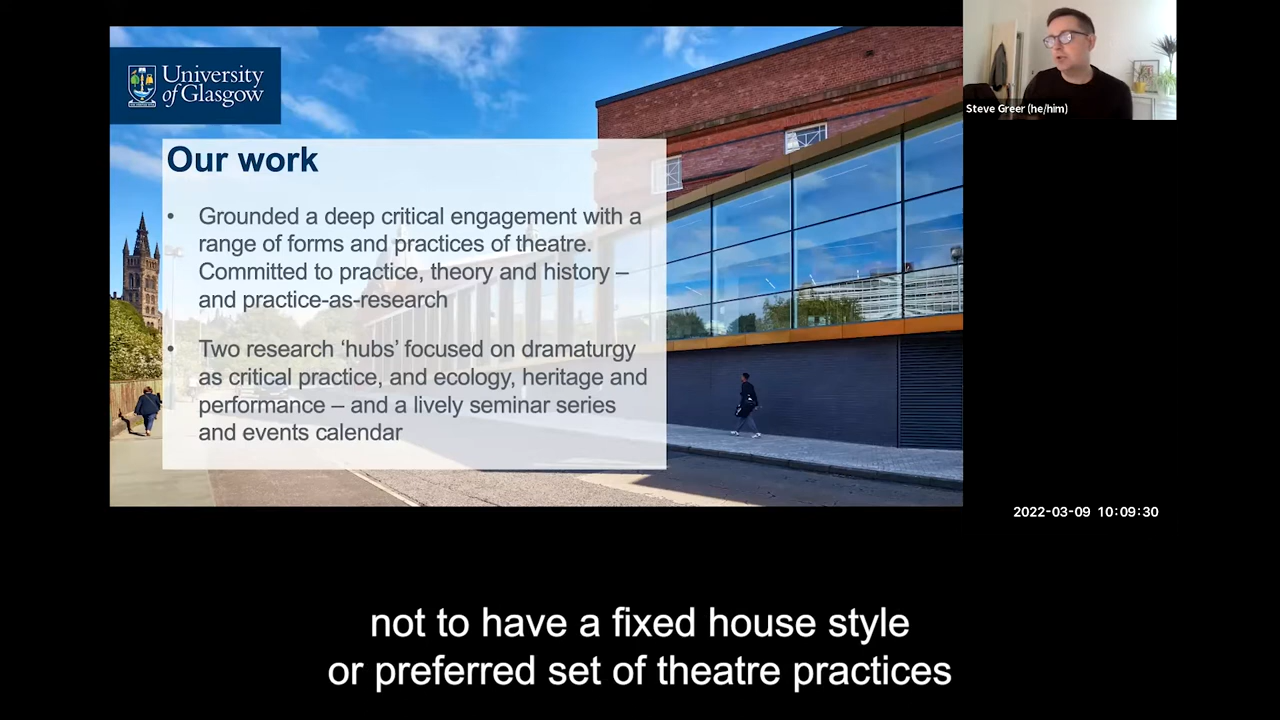 University
of Glasgow
Our work
• Grounded a deep critical engagement with a
range of forms and practices of theatre.
Committed to practice, theory and history –
and practice-as-research
• Two research ‘hubs’ focused on dramaturgy
as critical practice, and ecology, heritage and
performance – and a lively seminar series
and events calendar
Steve Greer (he/him)
2022-03-09 10:09:30
not to have a fixed house style
or preferred set of theatre practices